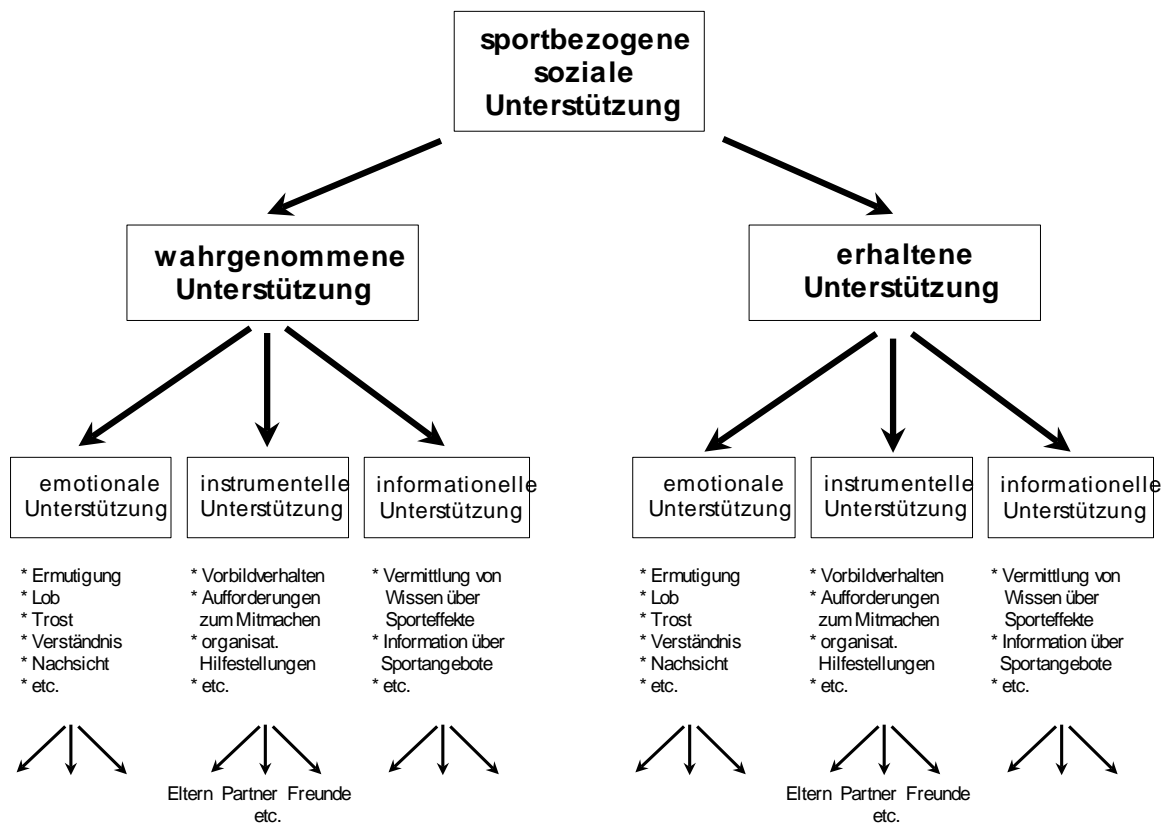 sportbezogene
soziale
Unterstützung
wahrgenommene
Unterstützung
erhaltene
Unterstützung
emotionale
Unterstützung
instrumentelle
Unterstützung
informationelle
Unterstützung
emotionale
Unterstützung
instrumentelle
Unterstützung
informationelle
Unterstützung
* Ermutigung
* Lob
* Trost
* Verständnis
* Nachsicht
* etc.
* Vorbildverhalten
* Aufforderungen
zum Mitmachen
* organisat.
Hilfestellungen
* etc.
* Vermittlung von
Wissen über
Sporteffekte
* Information über
Sportangebote
* etc.
* Ermutigung
* Lob
* Trost
* Verständnis
* Nachsicht
* etc.
* Vorbildverhalten
* Aufforderungen
zum Mitmachen
* organisat.
Hilfestellungen
* etc.
* Vermittlung von
Wissen über
Sporteffekte
* Information über
Sportangebote
* etc.
Eltern Partner Freunde
etc.
Eltern Partner Freunde
etc.